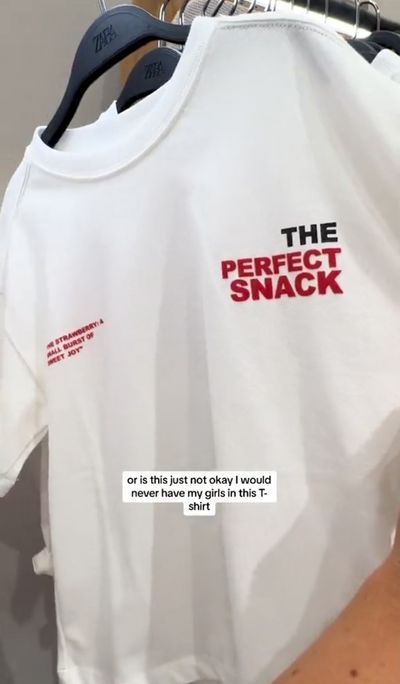 ZARA
THE
PERFECT
SNACK
STRAWBERRY: A
BURST OF
JOY"
or is this just not okay I would
never have my girls in this T-
shirt